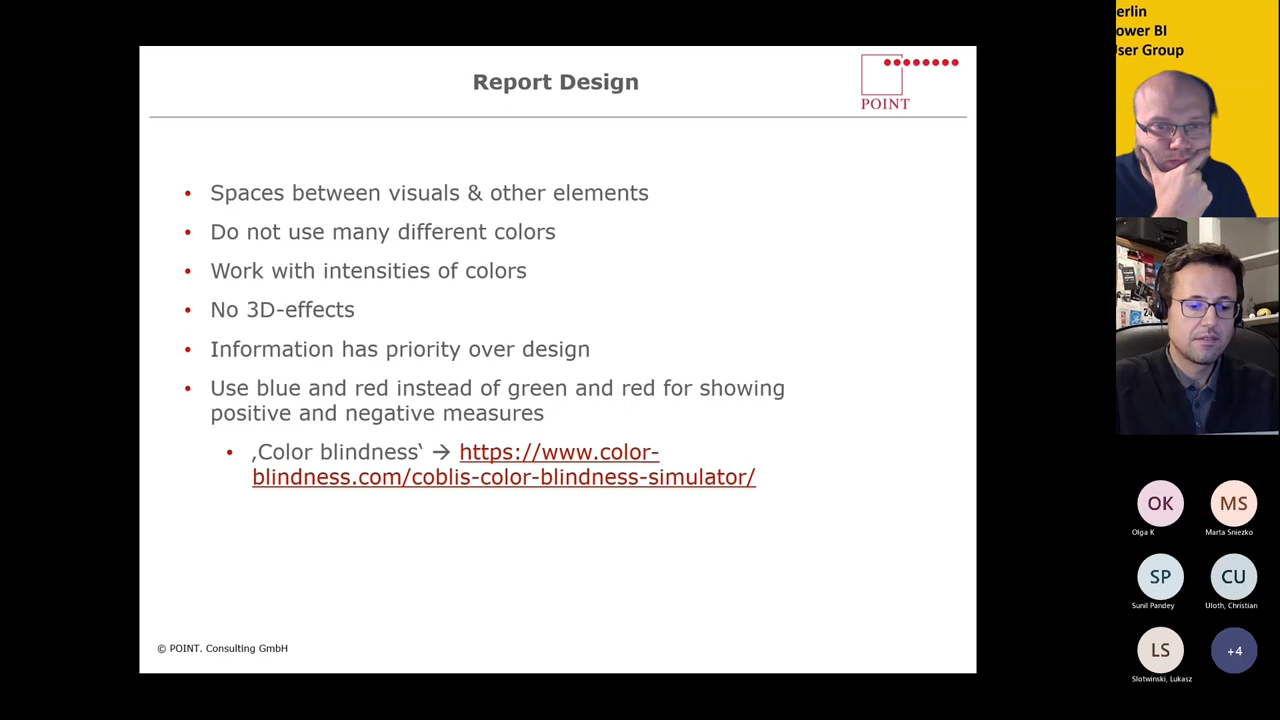 Report Design
POINT
Spaces between visuals & other elements
Do not use many different colors
Work with intensities of colors
No 3D-effects
Information has priority over design
Use blue and red instead of green and red for showing
positive and negative measures
‚Color blindness‘ → https://www.color-
blindness.com/coblis-color-blindness-simulator/
© POINT. Consulting GmbH
erlin
ower BI
User Group
24
OK
Olga K
MS
Marta Sniezko
SP
Sunil Pandey
CU
Uloth, Christian
LS
Slotwinski, Lukasz
+4